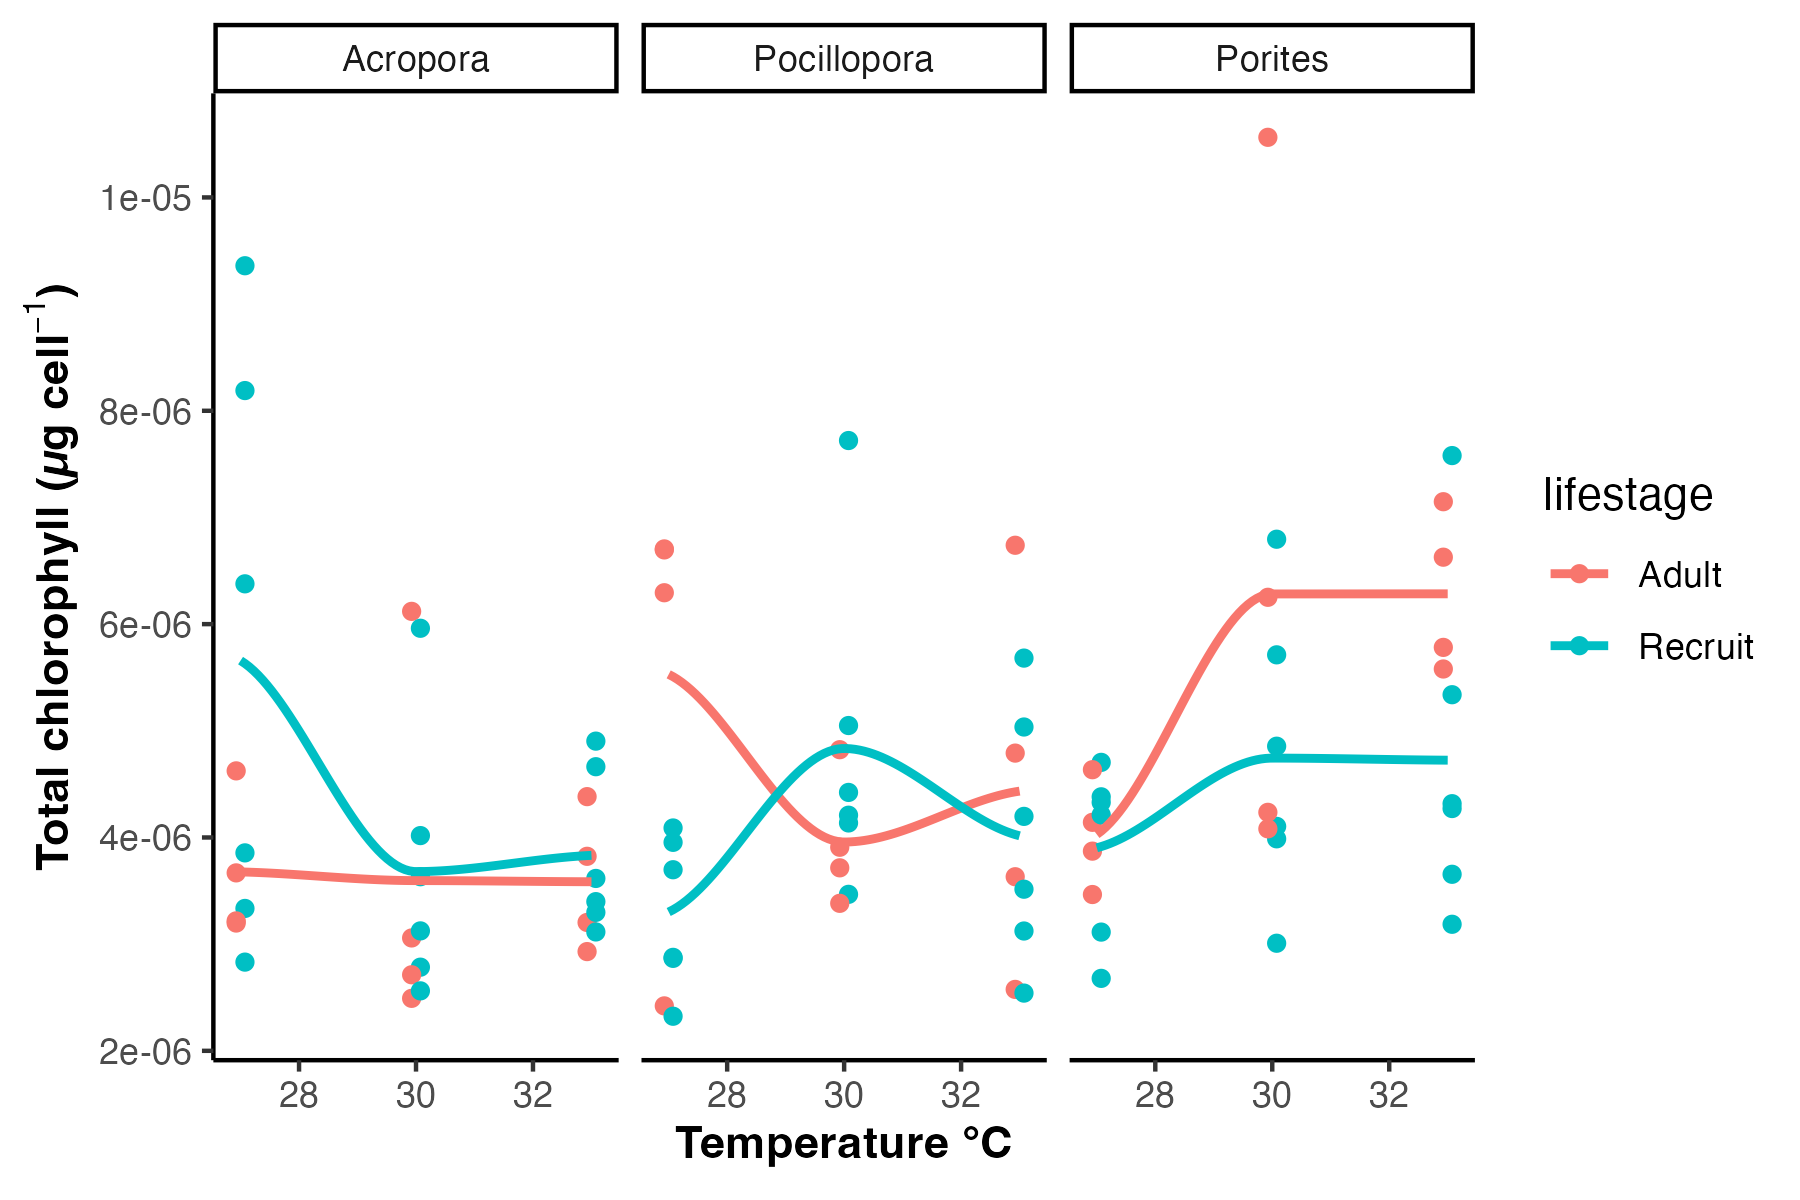 Acropora
Pocillopora
Porites
Total chlorophyll (µg cell⁻¹)
1e-05
8e-06
6e-06
4e-06
2e-06
28 30 32
28 30 32
28 30 32
Temperature °C
lifestage
Adult
Recruit